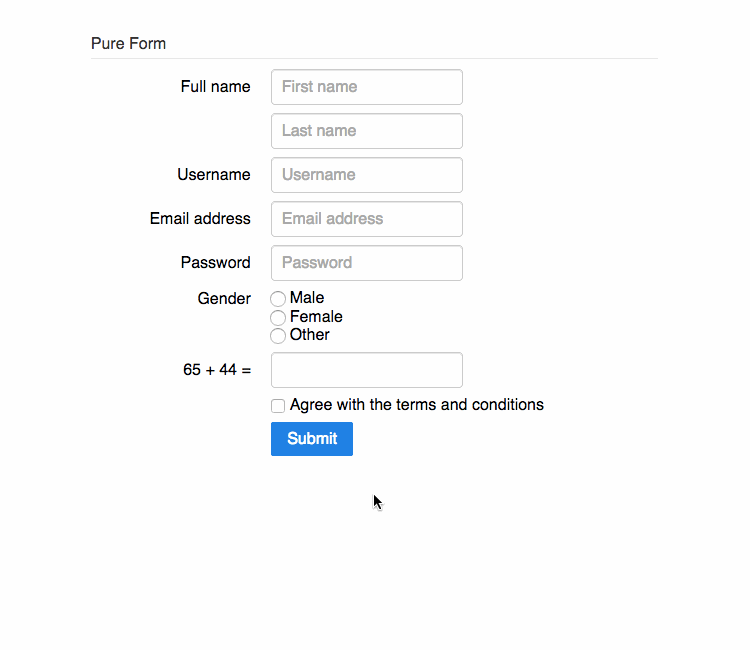 Pure Form
Full name First name
Last name
Username Username
Email address Email address
Password Password
Gender Male
Female
Other
65 + 44 =
Agree with the terms and conditions
Submit